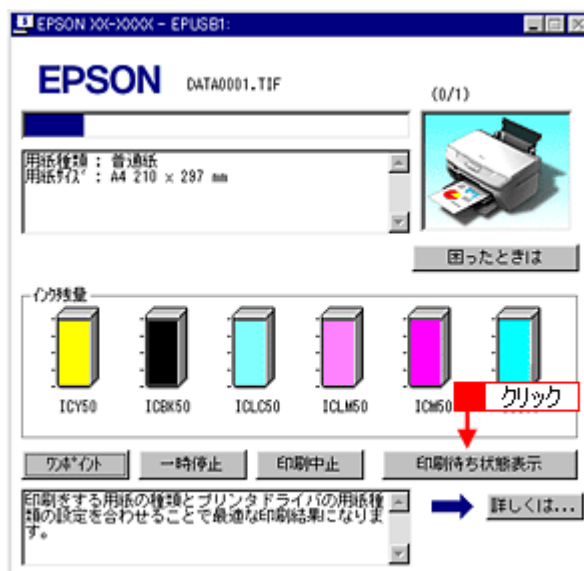 EPSON XX-XXXX - EPUSB1:
EPSON DATA0001.TIF
(0/1)
用紙種類 : 普通紙
用紙ｻｲｽﾞ : A4 210 x 297 mm
困ったときは
ｲﾝｸ残量
ICY50 ICBK50 ICLC50 ICLM50 ICM50
クリック
ﾜﾝﾎﾟｲﾝﾄ 一時停止 印刷中止 印刷待ち状態表示
印刷をする用紙の種類とプリンタドライバの用紙種
類の設定を合わせることで最適な印刷結果になりま
す。
詳しくは...